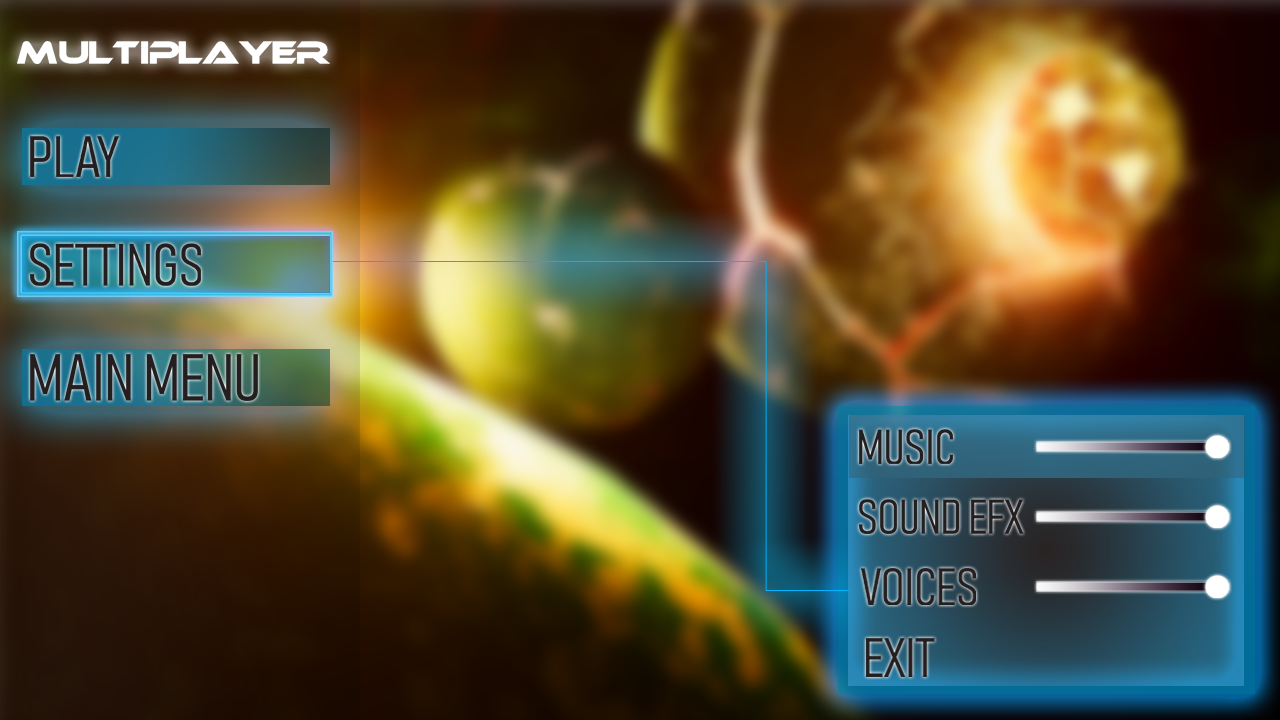 MULTIPLAYER
PLAY
SETTINGS
MAIN MENU
MUSIC
SOUND EFX
VOICES
EXIT